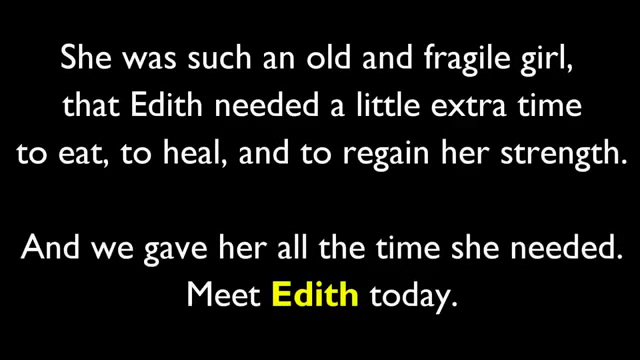 She was such an old and fragile girl,
that Edith needed a little extra time
to eat, to heal, and to regain her strength.
And we gave her all the time she needed.
Meet Edith today.